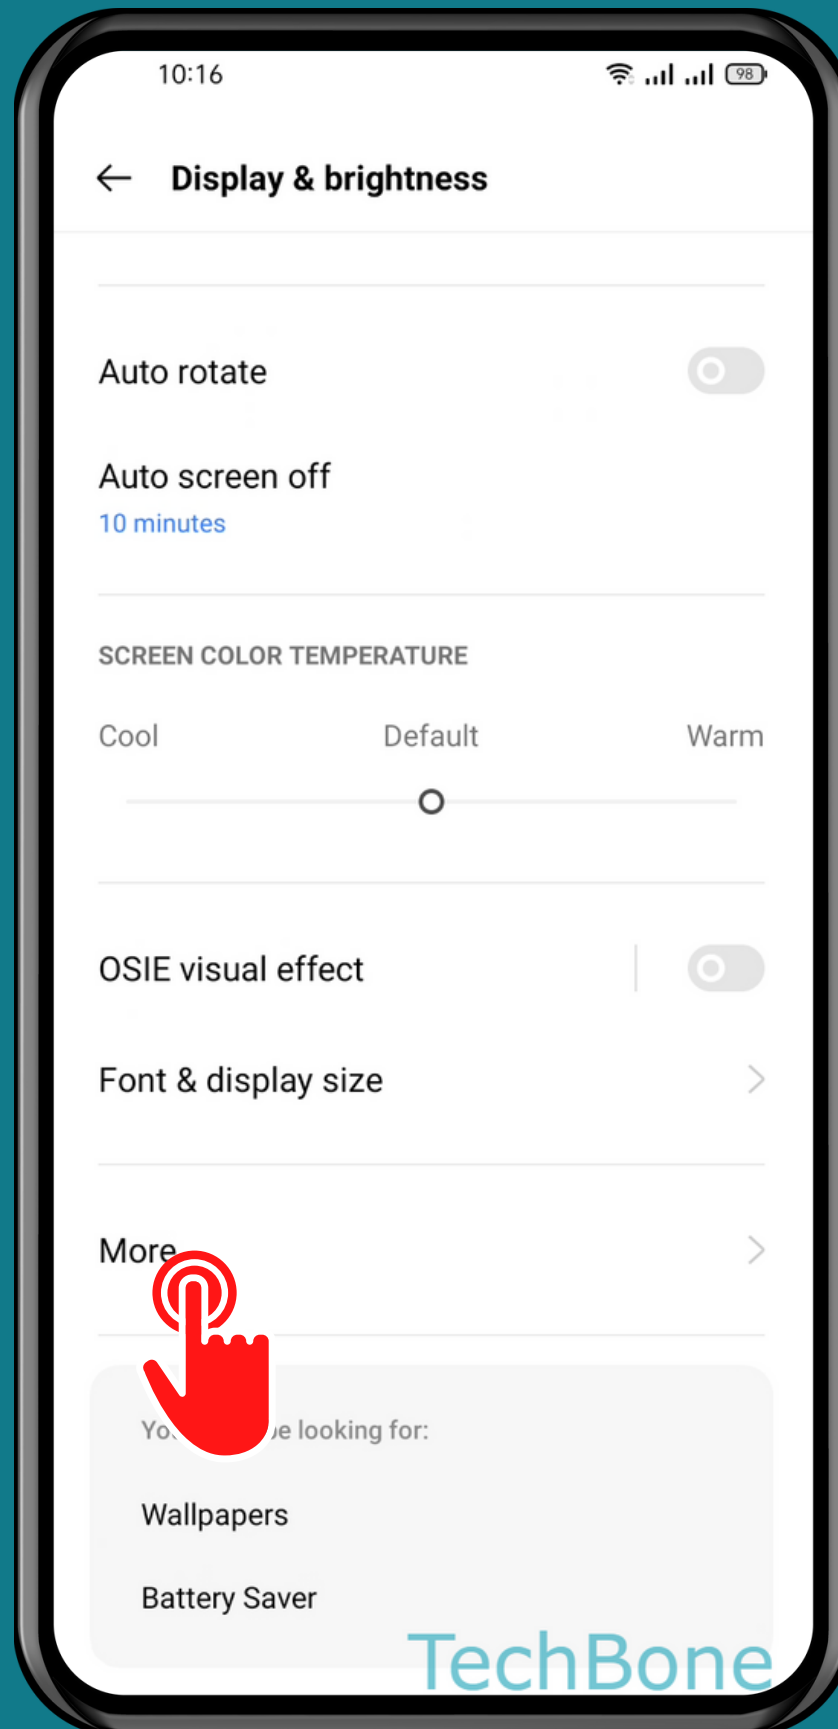 10:16
98
Display & brightness
Auto rotate
Auto screen off
10 minutes
SCREEN COLOR TEMPERATURE
Cool Default Warm
OSIE visual effect
Font & display size
More
looking for:
Wallpapers
Battery Saver
TechBone